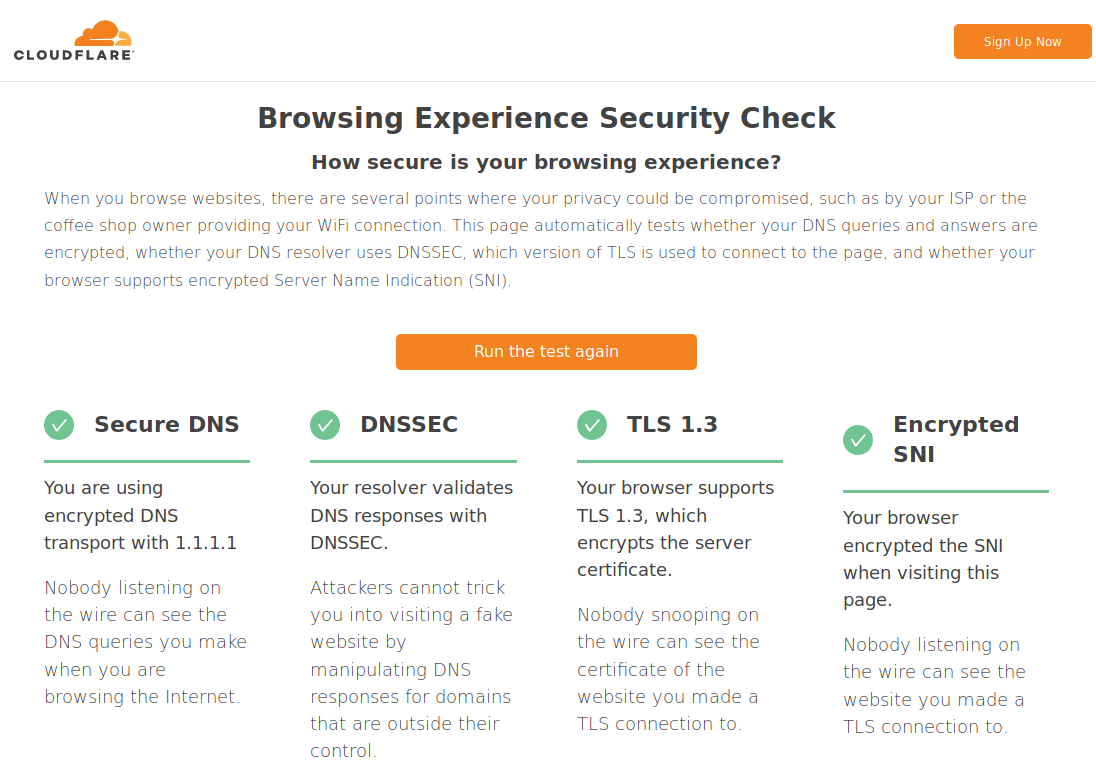 CLOUDFLARE
Sign Up Now
Browsing Experience Security Check
How secure is your browsing experience?
When you browse websites, there are several points where your privacy could be compromised, such as by your ISP or the
coffee shop owner providing your WiFi connection. This page automatically tests whether your DNS queries and answers are
encrypted, whether your DNS resolver uses DNSSEC, which version of TLS is used to connect to the page, and whether your
browser supports encrypted Server Name Indication (SNI).
Run the test again
Secure DNS
You are using
encrypted DNS
transport with 1.1.1.1
Nobody listening on
the wire can see the
DNS queries you make
when you are
browsing the Internet.
DNSSEC
Your resolver validates
DNS responses with
DNSSEC.
Attackers cannot trick
you into visiting a fake
website by
manipulating DNS
responses for domains
that are outside their
control.
TLS 1.3
Your browser supports
TLS 1.3, which
encrypts the server
certificate.
Nobody snooping on
the wire can see the
certificate of the
website you made a
TLS connection to.
Encrypted
SNI
Your browser
encrypted the SNI
when visiting this
page.
Nobody listening on
the wire can see the
website you made a
TLS connection to.